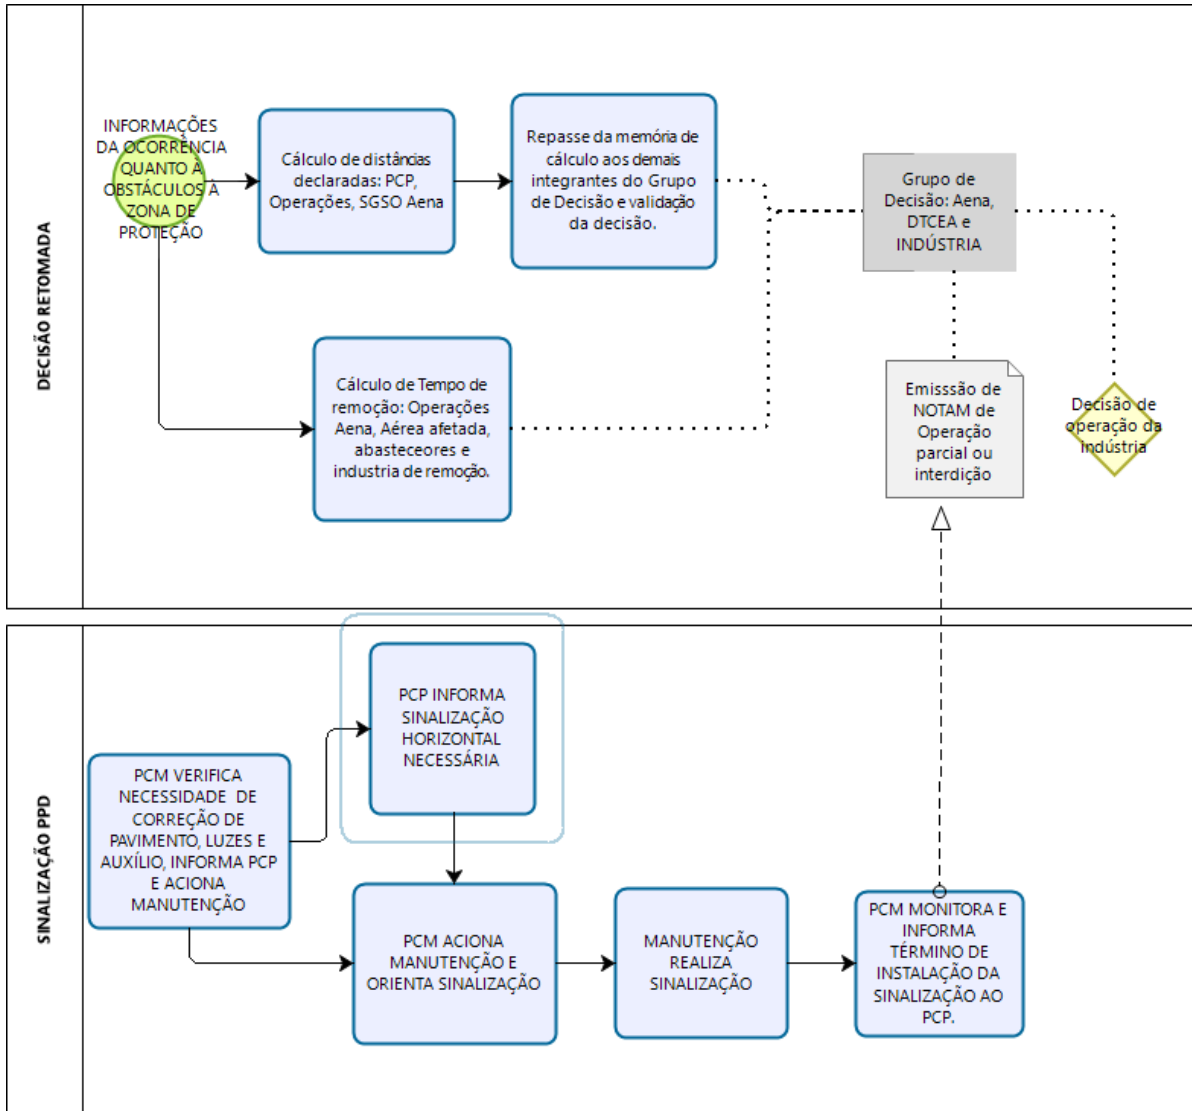 DECISÃO RETOMADA
INFORMAÇÕES
DA OCORRÊNCIA
QUANTO À
OBSTÁCULOS À
ZONA DE
PROTEÇÃO
Cálculo de distâncias
declaradas: PCP,
Operações, SGSO Aena
Repasse da memória de
cálculo aos demais
integrantes do Grupo
de Decisão e validação
da decisão.
Grupo de
Decisão: Aena,
DTCEA e
INDÚSTRIA
Cálculo de Tempo de
remoção: Operações
Aena, Aérea afetada,
abasteceores e
industria de remoção.
Emisssão de
NOTAM de
Operação
parcial ou
interdição
Decisão de
operação da
indústria
SINALIZAÇÃO PPD
PCP INFORMA
SINALIZAÇÃO
HORIZONTAL
NECESSÁRIA
PCM VERIFICA
NECESSIDADE DE
CORREÇÃO DE
PAVIMENTO, LUZES E
AUXÍLIO, INFORMA PCP
E ACIONA
MANUTENÇÃO
PCM ACIONA
MANUTENÇÃO E
ORIENTA SINALIZAÇÃO
MANUTENÇÃO
REALIZA
SINALIZAÇÃO
PCM MONITORA E
INFORMA
TÉRMINO DE
INSTALAÇÃO DA
SINALIZAÇÃO AO
PCP.